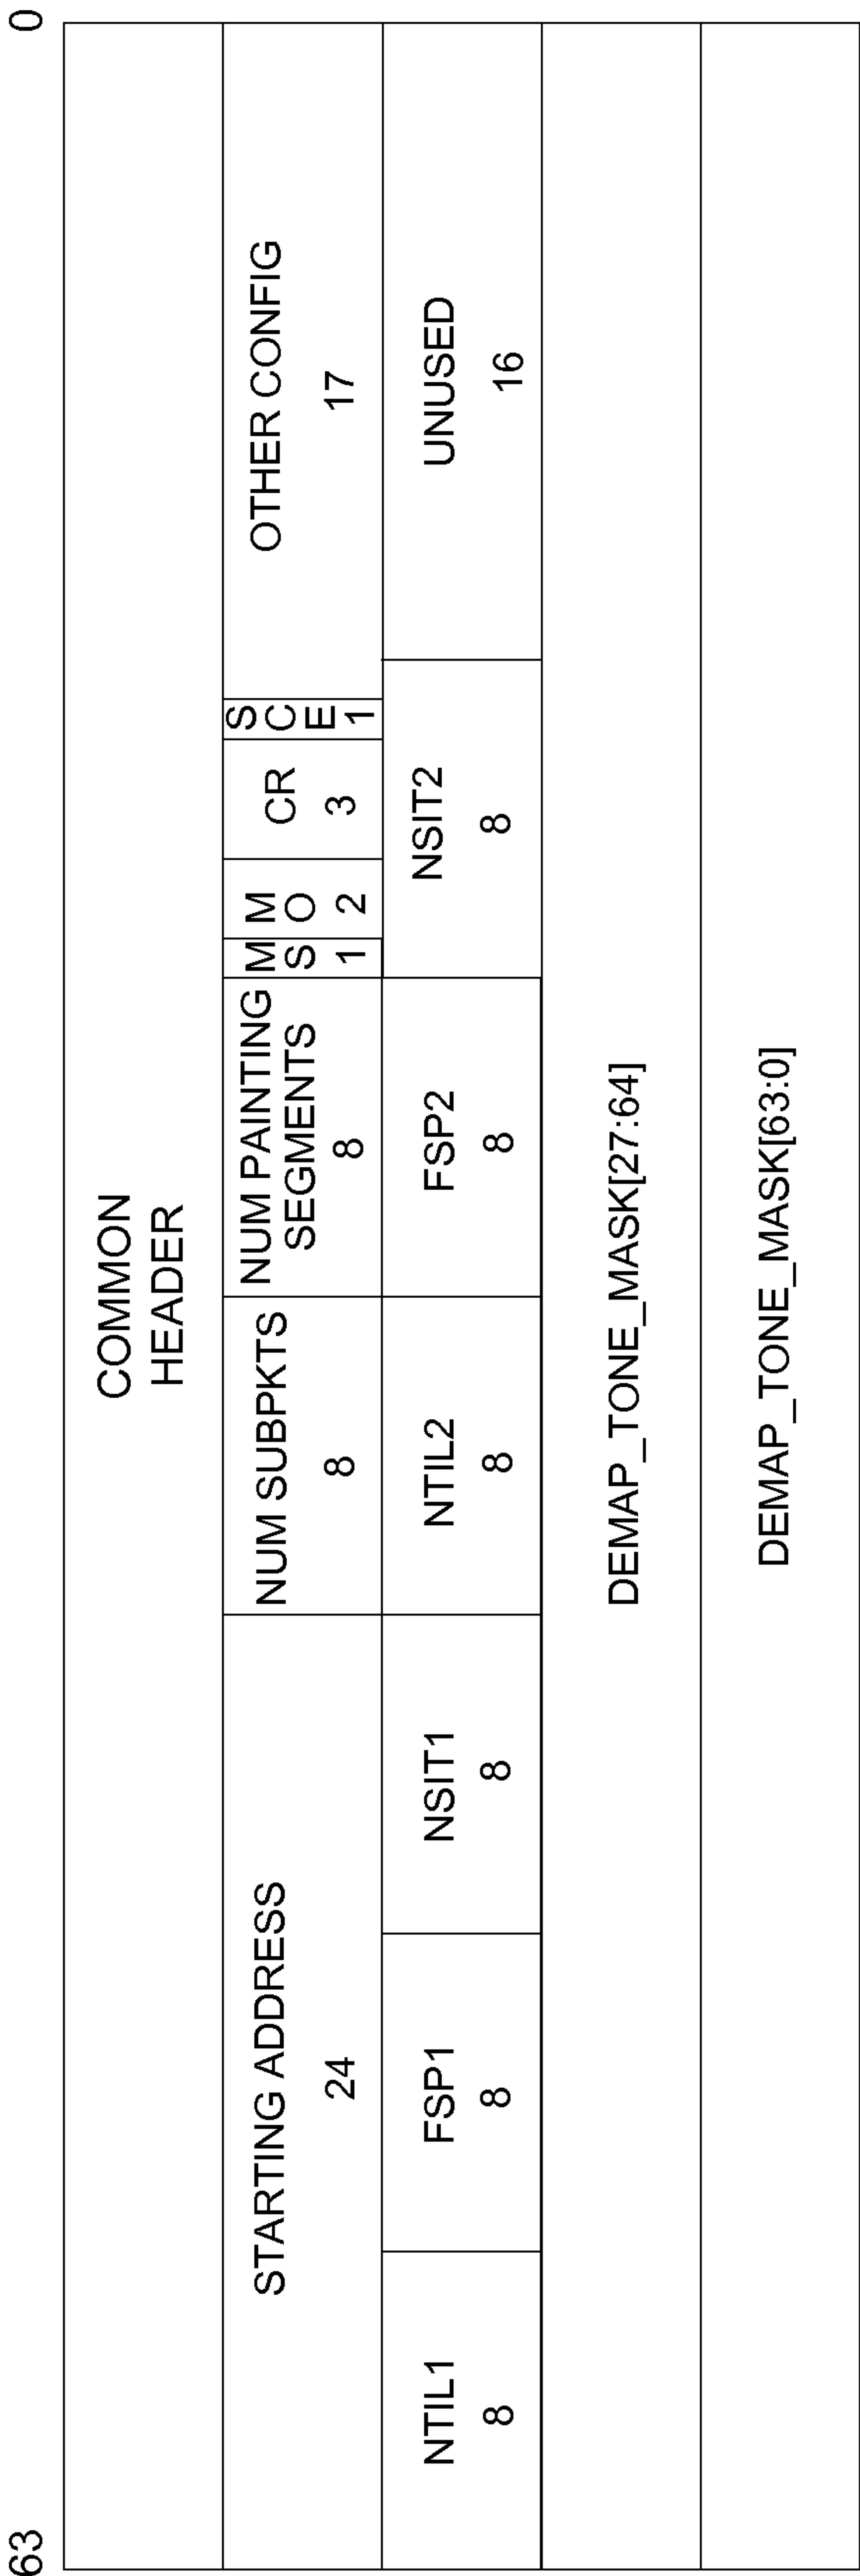 63
0
COMMON
HEADER
STARTING ADDRESS
24
NUM SUBPKTS
8
NUM PAINTING
SEGMENTS
8
M
S
1
M
O
2
CR
3
S
C
E
1
OTHER CONFIG
17
NTIL1
8
FSP1
8
NSIT1
8
NTIL2
8
FSP2
8
NSIT2
8
UNUSED
16
DEMAP_TONE_MASK[27:64]
DEMAP_TONE_MASK[63:0]